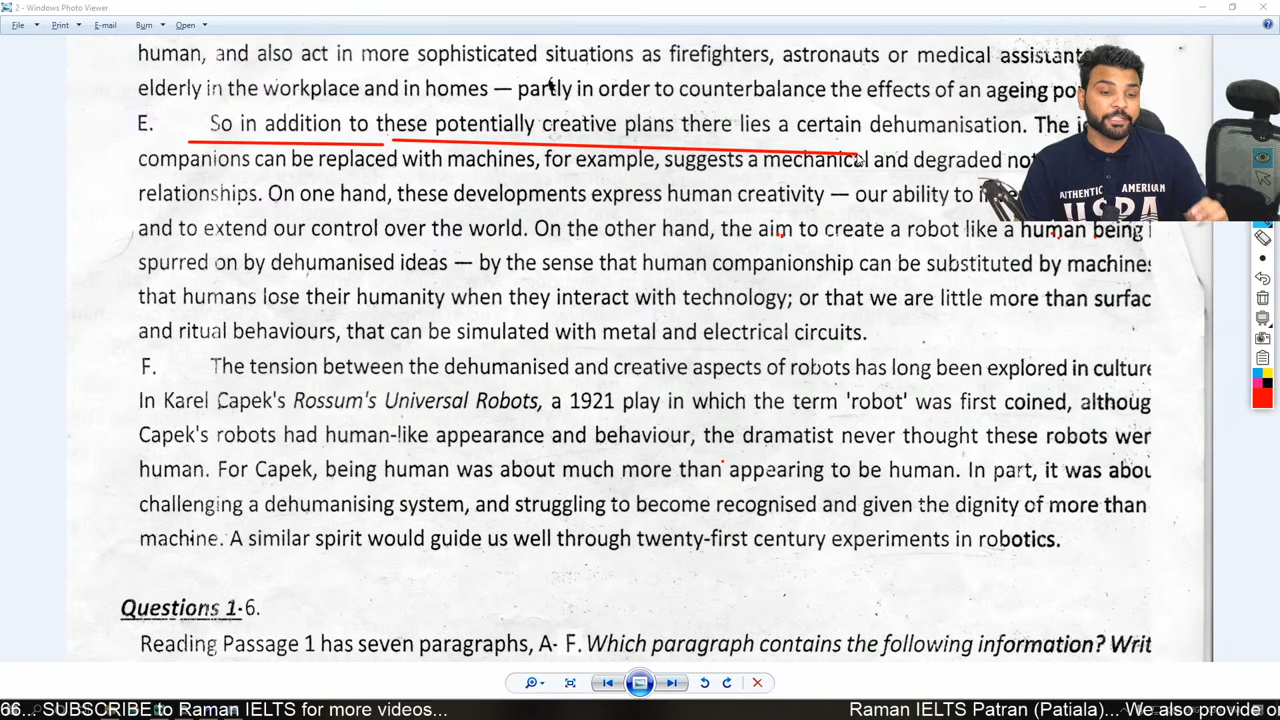 2 - Windows Photo Viewer
File Print E-mail Burn Open
human, and also act in more sophisticated situations as firefighters, astronauts or medical assistant
elderly in the workplace and in homes — partly in order to counterbalance the effects of an ageing po
E. So in addition to these potentially creative plans there lies a certain dehumanisation. The
companions can be replaced with machines, for example, suggests a mechanical and degraded
relationships. On one hand, these developments express human creativity — our ability to
and to extend our control over the world. On the other hand, the aim to create a robot like a human being
spurred on by dehumanised ideas — by the sense that human companionship can be substituted by machine
that humans lose their humanity when they interact with technology; or that we are little more than surfac
and ritual behaviours, that can be simulated with metal and electrical circuits.
F. The tension between the dehumanised and creative aspects of robots has long been explored in culture
In Karel Capek's Rossum's Universal Robots, a 1921 play in which the term 'robot' was first coined, althoug
Capek's robots had human-like appearance and behaviour, the dramatist never thought these robots wer
human. For Capek, being human was about much more than appearing to be human. In part, it was abou
challenging a dehumanising system, and struggling to become recognised and given the dignity of more than
machine. A similar spirit would guide us well through twenty-first century experiments in robotics.
Questions 1-6.
Reading Passage 1 has seven paragraphs, A- F. Which paragraph contains the following information? Writ
AUTHENTIC AMERICAN
66... SUBSCRIBE to Raman IELTS for more videos... Raman IELTS Patran (Patiala)... We also provide